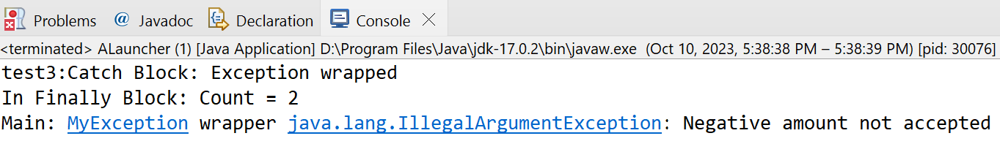 Problems @ Javadoc Declaration Console
<terminated> ALauncher (1) [Java Application] D:\Program Files\Java\jdk-17.0.2\bin\javaw.exe (Oct 10, 2023, 5:38:38 PM – 5:38:39 PM) [pid: 30076]
test3:Catch Block: Exception wrapped
In Finally Block: Count = 2
Main: MyException wrapper java.lang.IllegalArgumentException: Negative amount not accepted